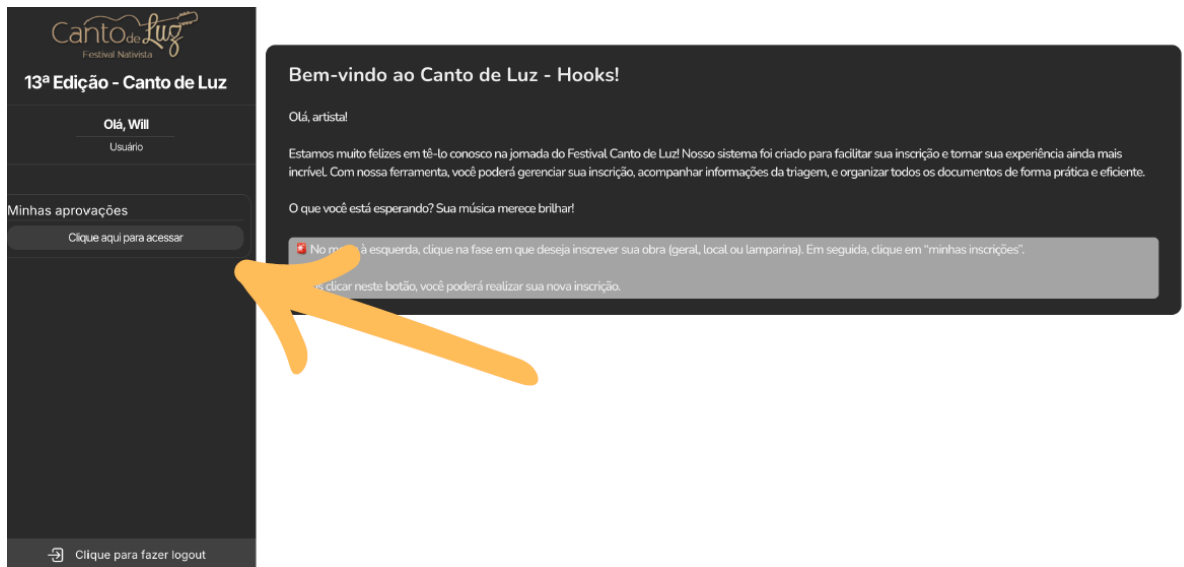 Canto de Luz
Festival Nativista
13ª Edição - Canto de Luz
Olá, Will
Usuário
Minhas aprovações
Clique aqui para acessar
Clique para fazer logout
Bem-vindo ao Canto de Luz - Hooks!
Olá, artista!
Estamos muito felizes em tê-lo conosco na jornada do Festival Canto de Luz! Nosso sistema foi criado para facilitar sua inscrição e tornar sua experiência ainda mais
incrível. Com nossa ferramenta, você poderá gerenciar sua inscrição, acompanhar informações da triagem, e organizar todos os documentos de forma prática e eficiente.
O que você está esperando? Sua música merece brilhar!
No à esquerda, clique na fase em que deseja inscrever sua obra (geral, local ou lamparina). Em seguida, clique em “minhas inscrições”.
clicar neste botão, você poderá realizar sua nova inscrição.